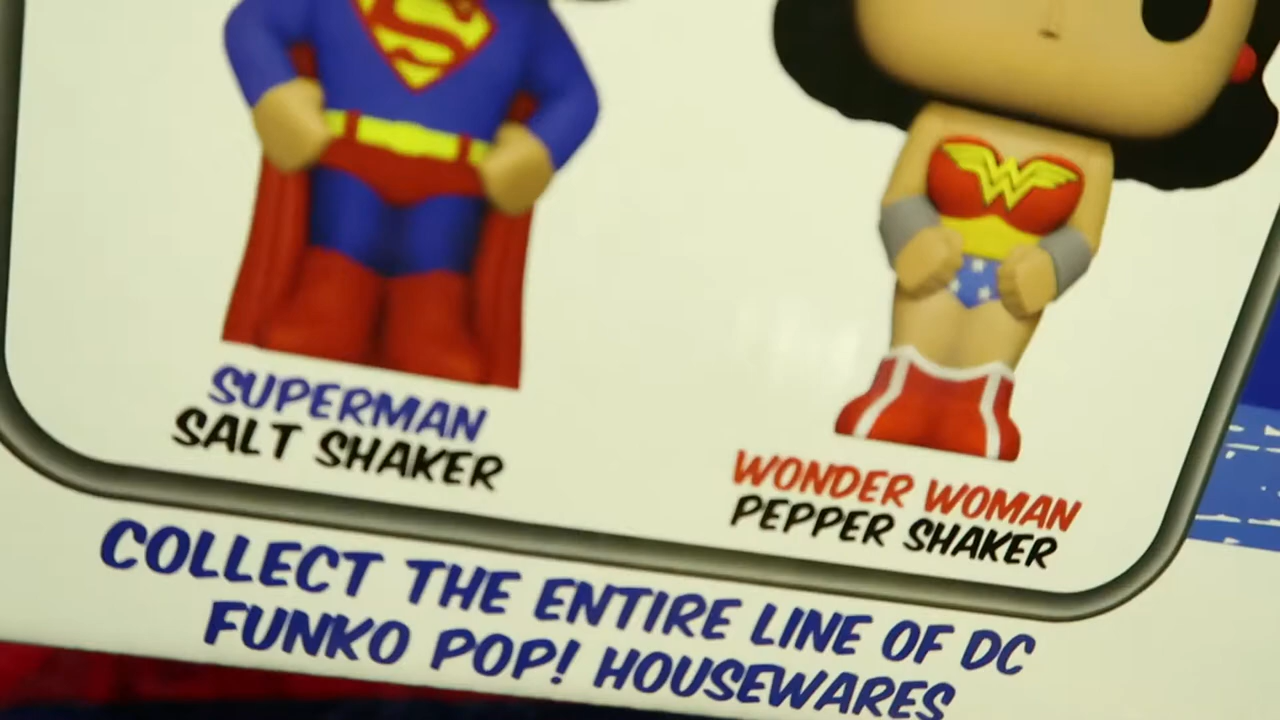 SUPERMAN
SALT SHAKER
WONDER WOMAN
PEPPER SHAKER
COLLECT THE ENTIRE LINE OF DC
FUNKO POP! HOUSEWARES